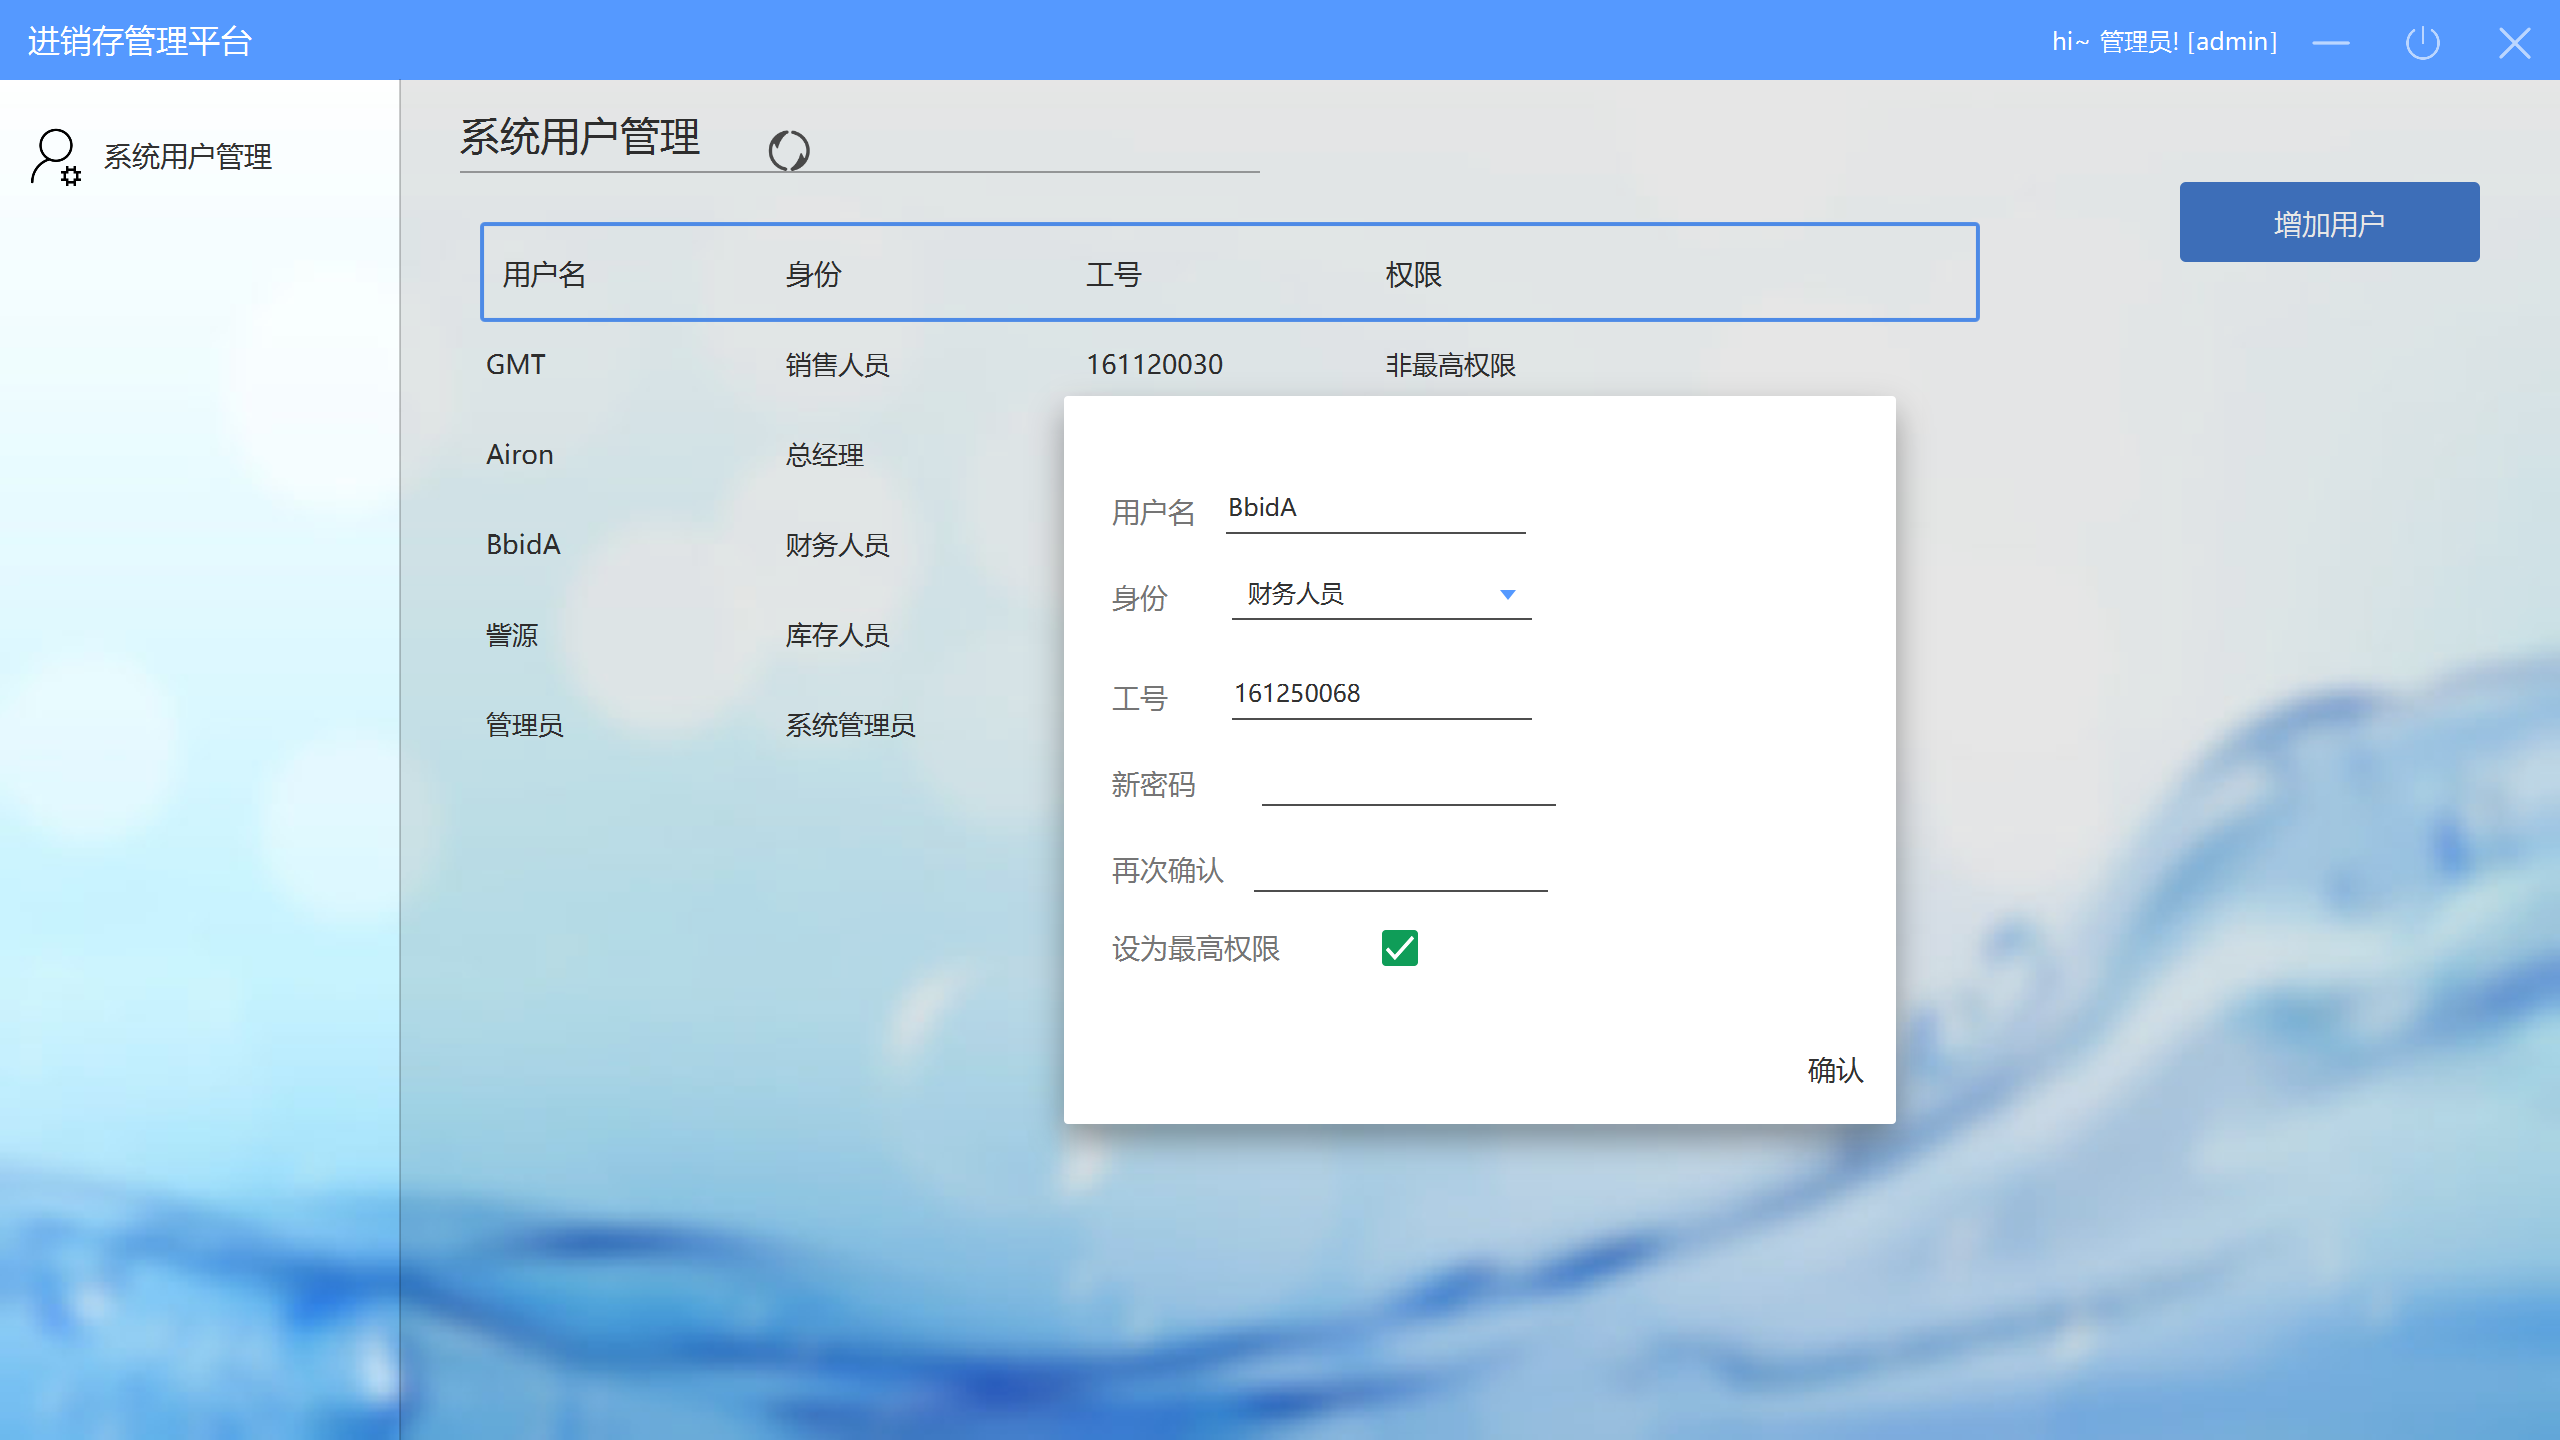 进销存管理平台
hi~ 管理员! [admin]
系统用户管理
系统用户管理
增加用户
用户名 身份 工号 权限
GMT 销售人员 161120030 非最高权限
Airon 总经理
BbidA 财务人员
訾源 库存人员
管理员 系统管理员
用户名 BbidA
身份 财务人员
工号 161250068
新密码
再次确认
设为最高权限
确认